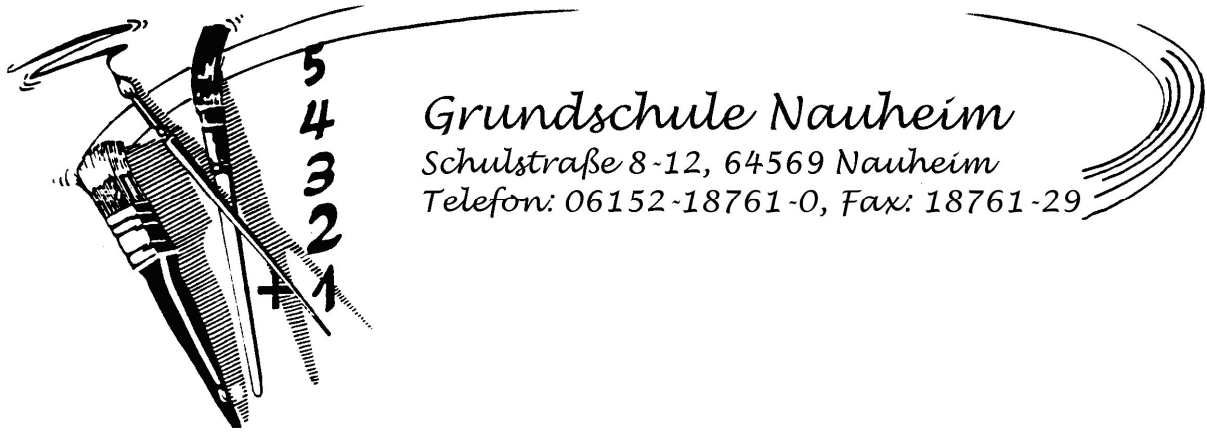 5
4
3
2
+ 1
Grundschule Nauheim
Schulstraße 8-12, 64569 Nauheim
Telefon: 06152-18761-0, Fax: 18761-29